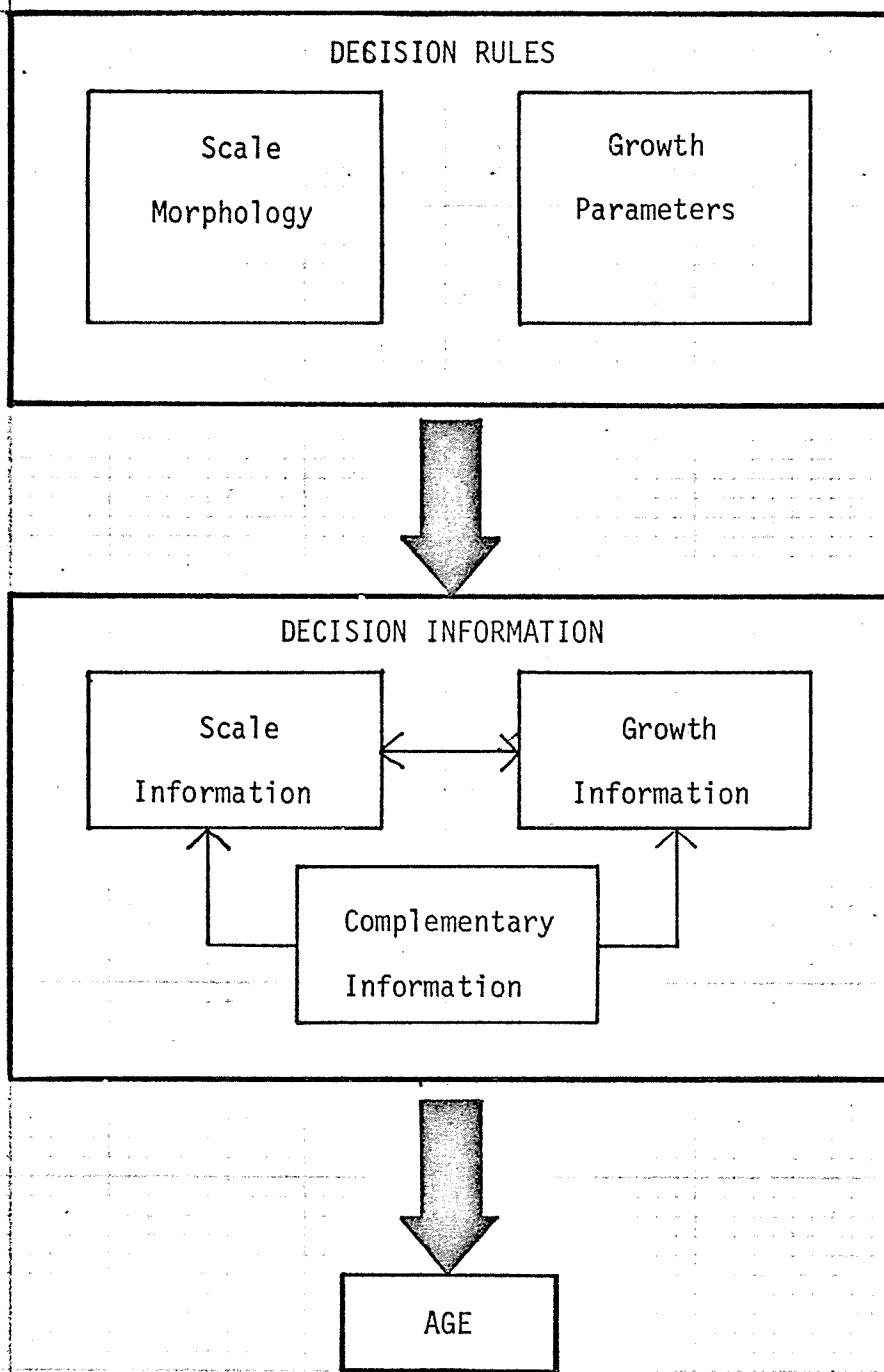 DECISION RULES
Scale
Morphology
Growth
Parameters
DECISION INFORMATION
Scale
Information
Growth
Information
Complementary
Information
AGE